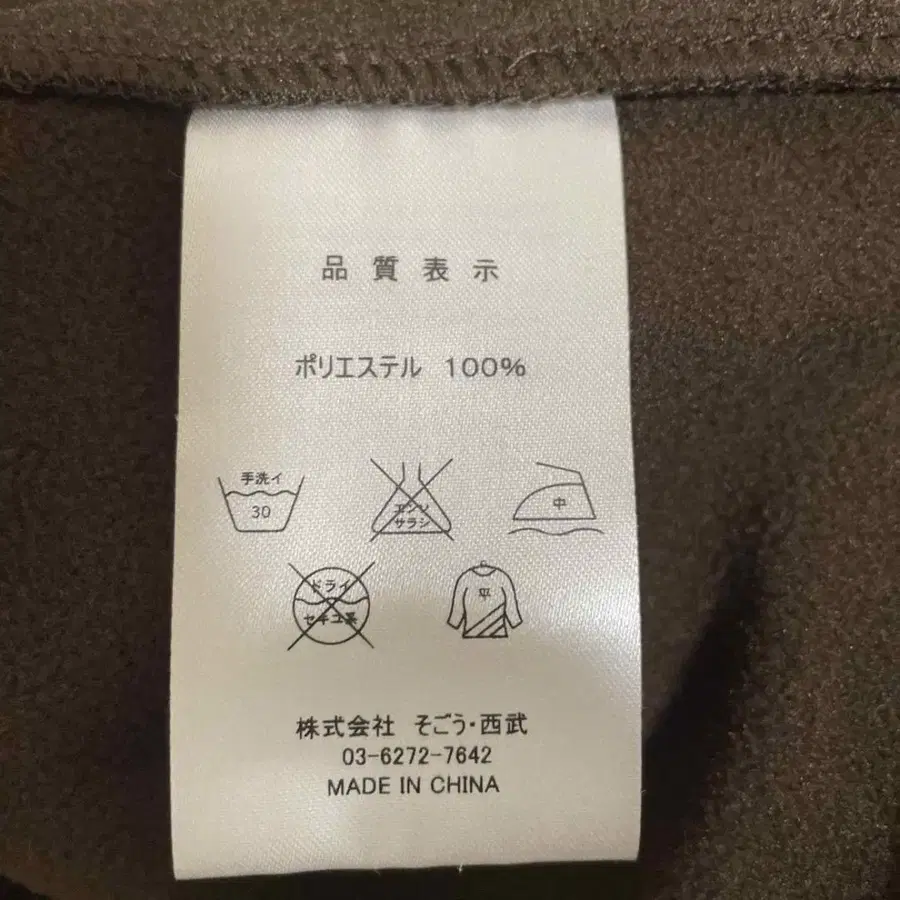 品質表示
ポリエステル 100%
手洗イ
30
エンソ
サラシ
中
ドライ
セキユ系
平
株式会社 そごう・西武
03-6272-7642
MADE IN CHINA